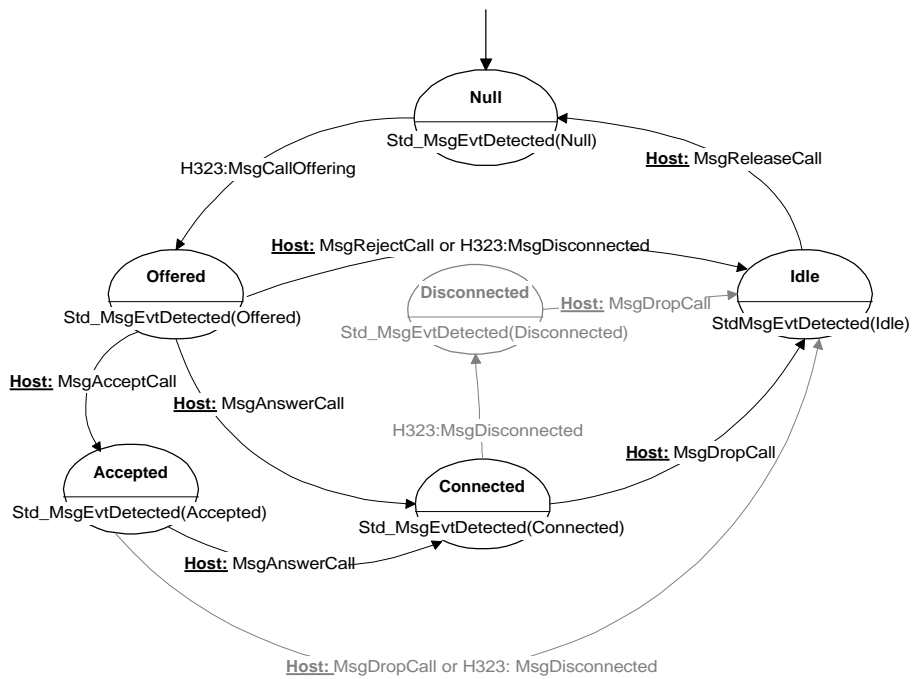 Null
Std_MsgEvtDetected(Null)
Host: MsgReleaseCall
H323:MsgCallOffering
Host: MsgRejectCall or H323:MsgDisconnected
Offered
Std_MsgEvtDetected(Offered)
Disconnected
Std_MsgEvtDetected(Disconnected)
Host: MsgDropCall
Idle
StdMsgEvtDetected(Idle)
Host: MsgAcceptCall
Host: MsgAnswerCall
H323:MsgDisconnected
Host: MsgDropCall
Accepted
Std_MsgEvtDetected(Accepted)
Connected
Std_MsgEvtDetected(Connected)
Host: MsgAnswerCall
Host: MsgDropCall or H323: MsgDisconnected